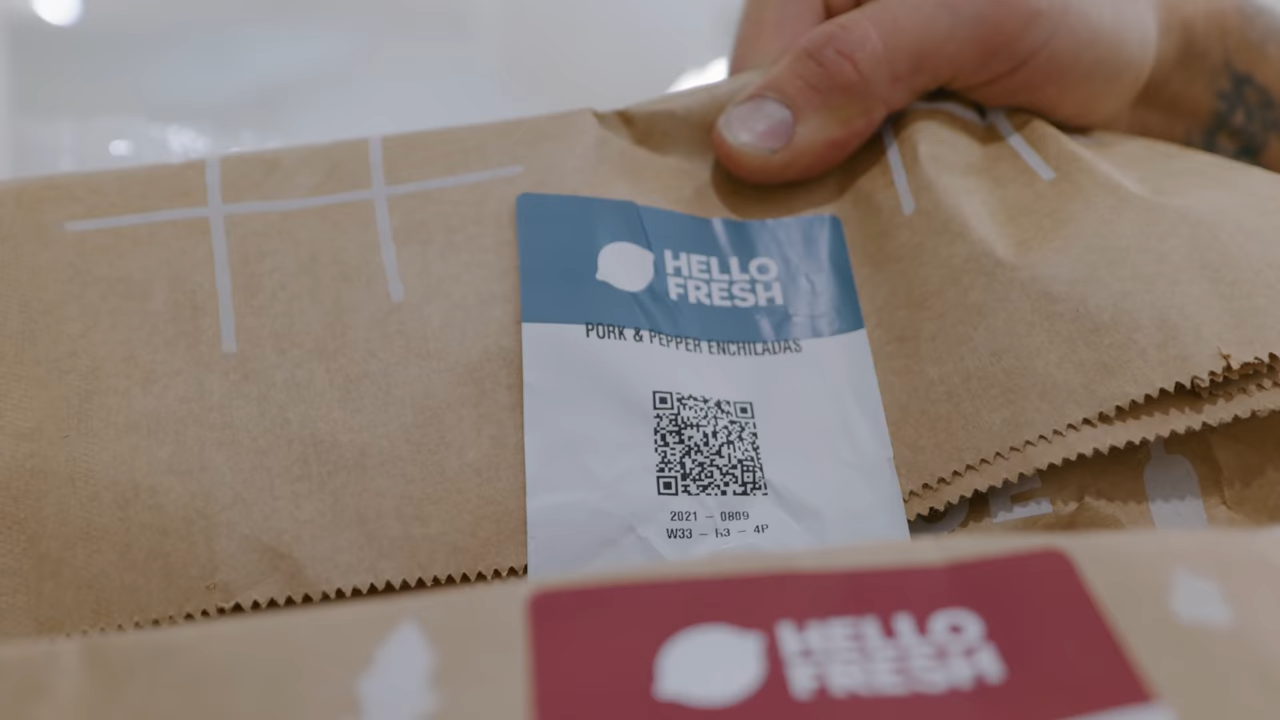 HELLO
FRESH
PORK & PEPPER ENCHILADAS
2021 - 0809
W33 - - 4P
HELLO
FRESH